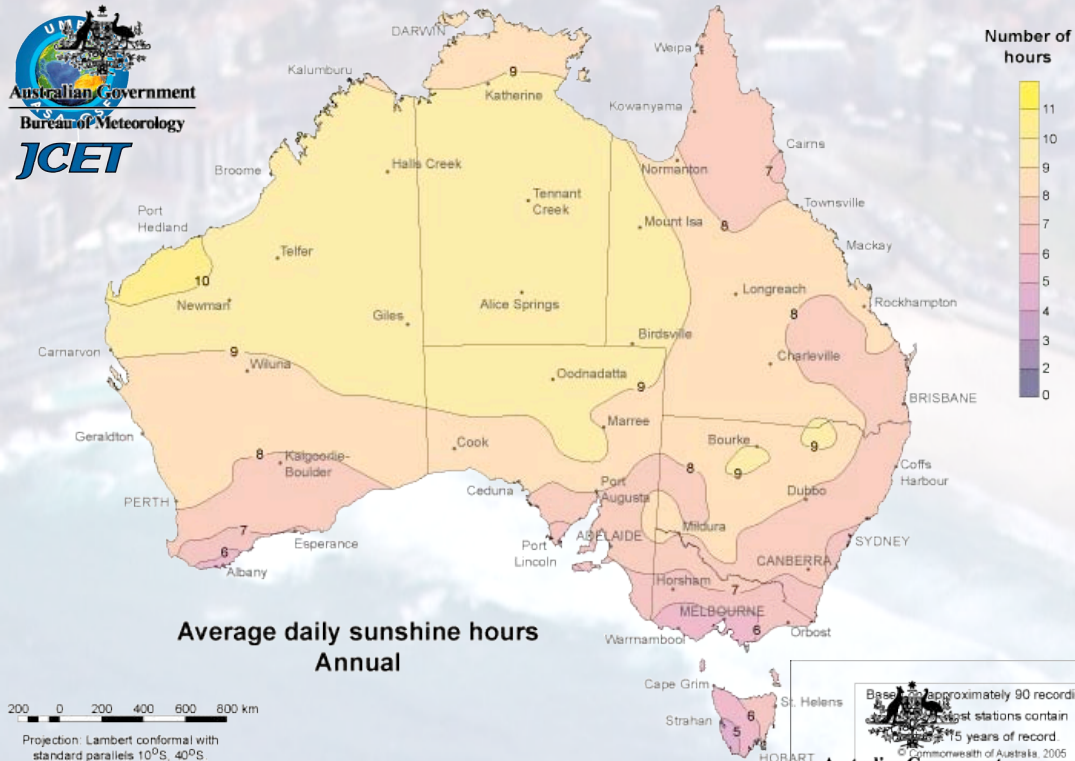 UMB
Australian Government
Bureau of Meteorology
JCET
Number of
hours
11
10
9
8
7
6
5
4
3
2
0
DARWIN
Weipa
Kalumburu
9
Katherine
Kowanyama
Cairns
Broome
Halls Creek
Normanton
7
Tennant
Creek
Townsville
Port
Hedland
Mount Isa
8
Mackay
Telfer
10
Newman
Alice Springs
Longreach
Rockhampton
Giles
8
Birdsville
Carnarvon
9
Wiluna
Charleville
Oodnadatta
9
BRISBANE
Marree
Geraldton
Cook
Bourke
9
8
Kalgoorlie-
Boulder
8
9
Coffs
Harbour
Ceduna
Port
Augusta
Dubbo
PERTH
7
Mildura
Esperance
Port
Lincoln
ADELAIDE
SYDNEY
6
Albany
CANBERRA
Horsham
7
MELBOURNE
6
Orbost
Warrnambool
Average daily sunshine hours
Annual
Cape Grim
St. Helens
6
Strahan
5
HOBART
200 0 200 400 600 800 km
Projection: Lambert conformal with
standard parallels 10°S, 40°S
approximately 90
stations contain
15 years of record.
© Commonwealth of Australia, 2005